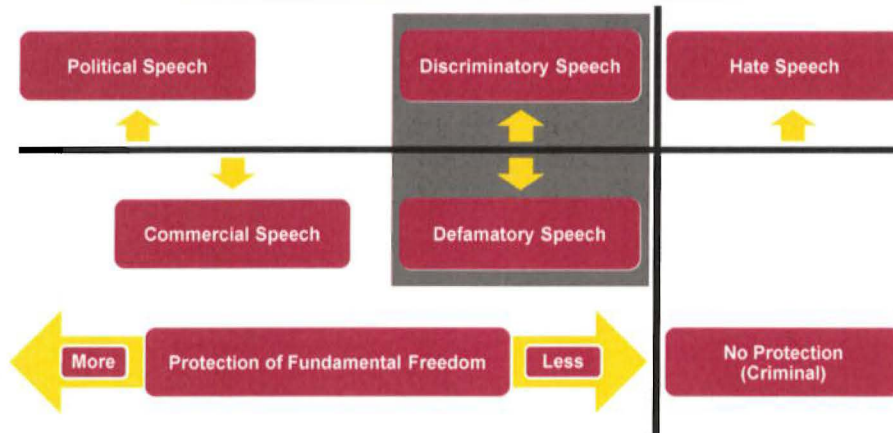 Political Speech
Discriminatory Speech
Hate Speech
Commercial Speech
Defamatory Speech
More
Protection of Fundamental Freedom
Less
No Protection
(Criminal)